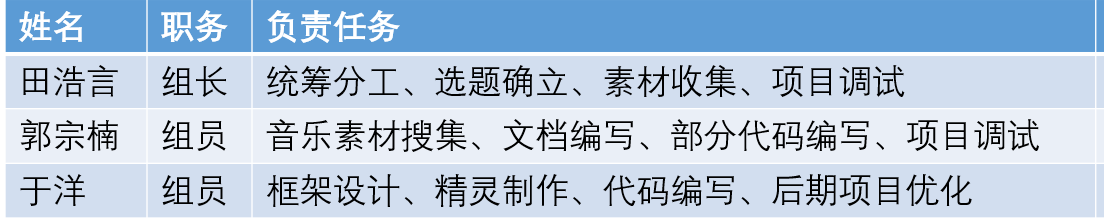 姓名 职务 负责任务
田浩言 组长 统筹分工、选题确立、素材收集、项目调试
郭宗楠 组员 音乐素材搜集、文档编写、部分代码编写、项目调试
于洋 组员 框架设计、精灵制作、代码编写、后期项目优化